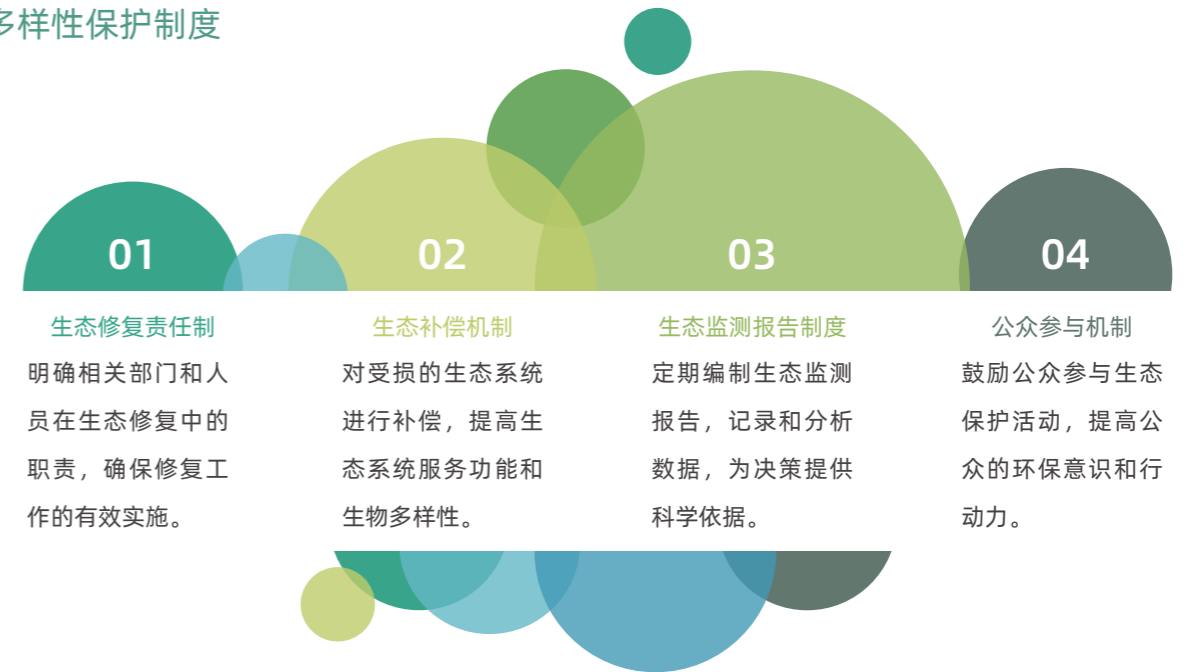 多样性保护制度
01
生态修复责任制
明确相关部门和人
员在生态修复中的
职责，确保修复工
作的有效实施。
02
生态补偿机制
对受损的生态系统
进行补偿，提高生
态系统服务功能和
生物多样性。
03
生态监测报告制度
定期编制生态监测
报告，记录和分析
数据，为决策提供
科学依据。
04
公众参与机制
鼓励公众参与生态
保护活动，提高公
众的环保意识和行
动力。